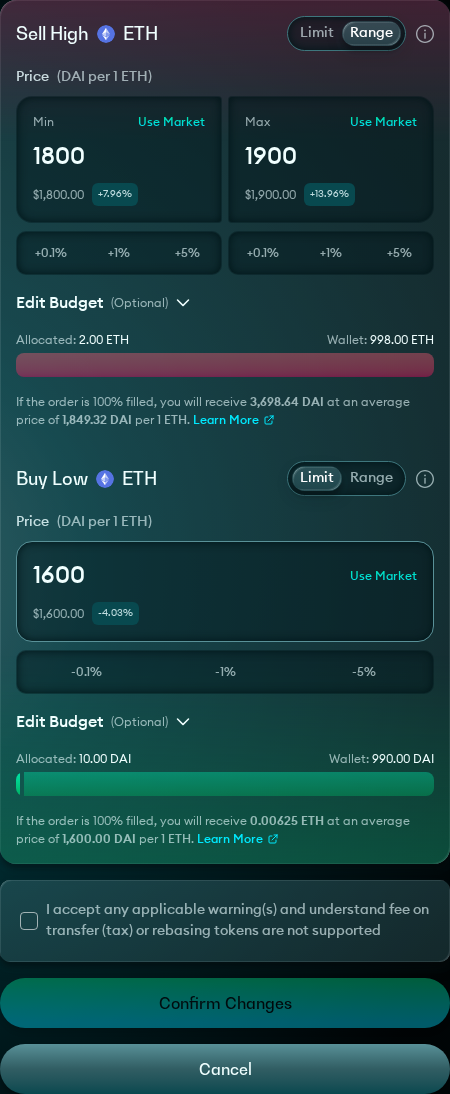 Sell High ETH
Limit Range
Price (DAI per 1 ETH)
Min Use Market
1800
$1,800.00 +7.96%
Max Use Market
1900
$1,900.00 +13.96%
+0.1% +1% +5%
+0.1% +1% +5%
Edit Budget (Optional)
Allocated: 2.00 ETH Wallet: 998.00 ETH
If the order is 100% filled, you will receive 3,698.64 DAI at an average
price of 1,849.32 DAI per 1 ETH. Learn More
Buy Low ETH
Limit Range
Price (DAI per 1 ETH)
1600
Use Market
$1,600.00 -4.03%
-0.1% -1% -5%
Edit Budget (Optional)
Allocated: 10.00 DAI Wallet: 990.00 DAI
If the order is 100% filled, you will receive 0.00625 ETH at an average
price of 1,600.00 DAI per 1 ETH. Learn More
I accept any applicable warning(s) and understand fee on
transfer (tax) or rebasing tokens are not supported
Confirm Changes
Cancel